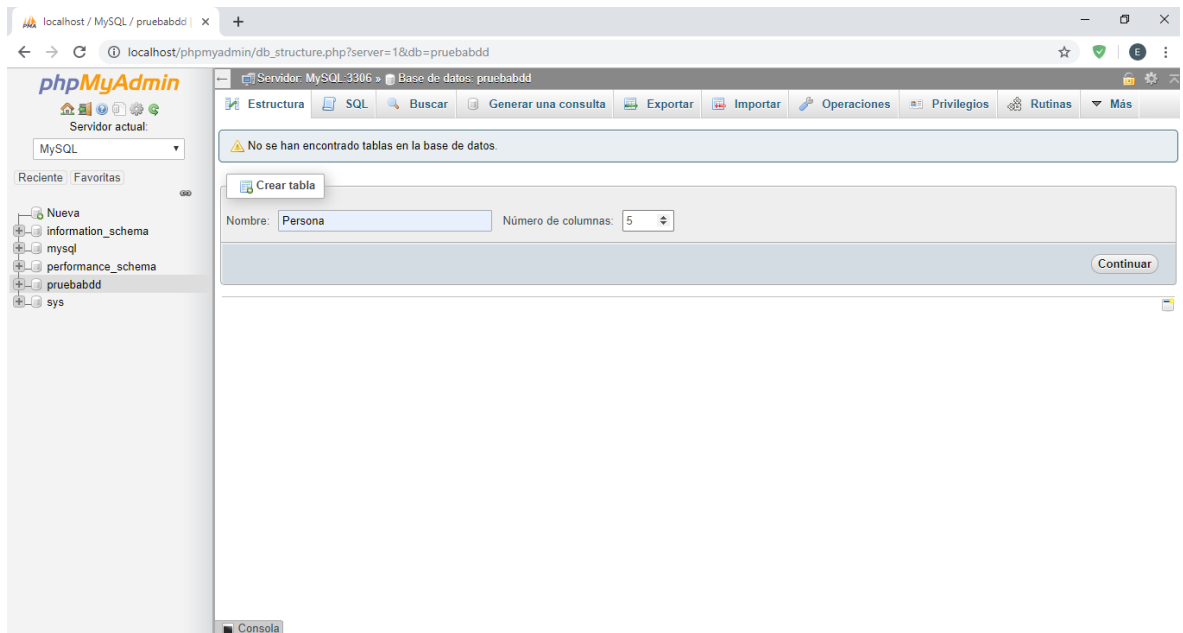 localhost / MySQL / pruebabdd |
localhost/phpmyadmin/db_structure.php?server=1&db=pruebabdd
E
phpMyAdmin
Servidor actual:
MySQL
Reciente Favoritas
Nueva
information_schema
mysql
performance_schema
pruebabdd
sys
Servidor: MySQL:3306 » Base de datos: pruebabdd
Estructura SQL Buscar Generar una consulta Exportar Importar Operaciones Privilegios Rutinas Más
No se han encontrado tablas en la base de datos.
Crear tabla
Nombre: Persona Número de columnas: 5
Continuar
Consola